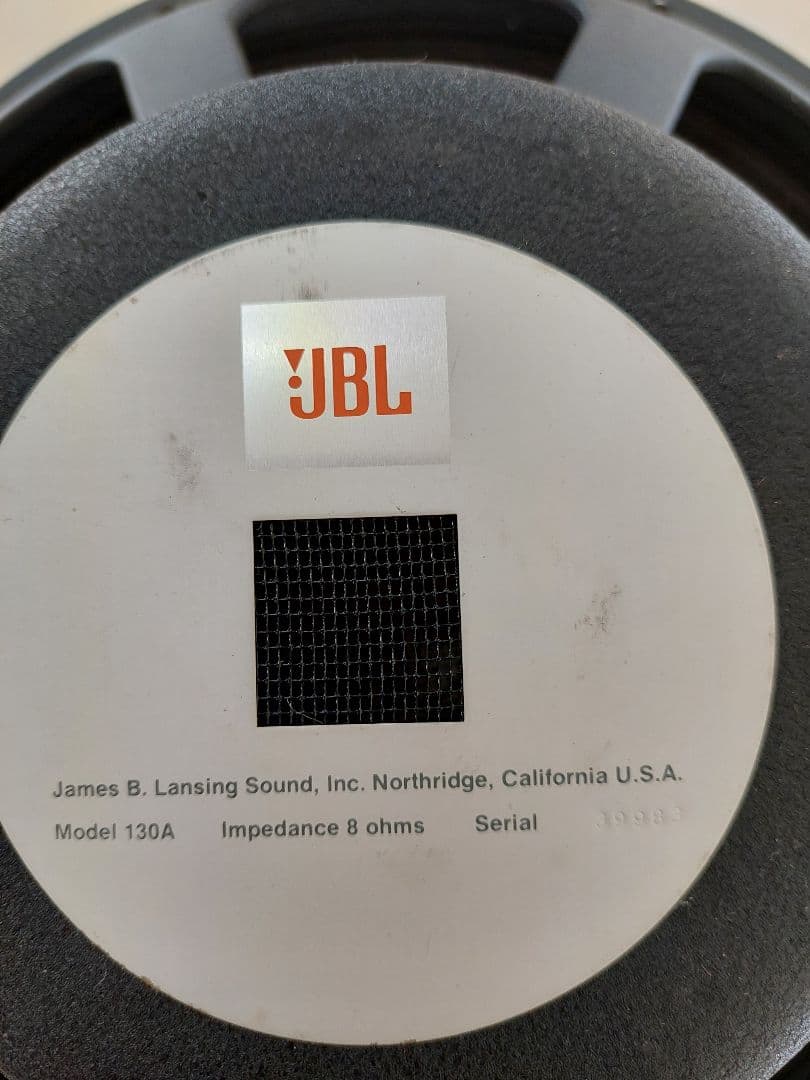 JBL
James B. Lansing Sound, Inc. Northridge, California U.S.A.
Model 130A Impedance 8 ohms Serial